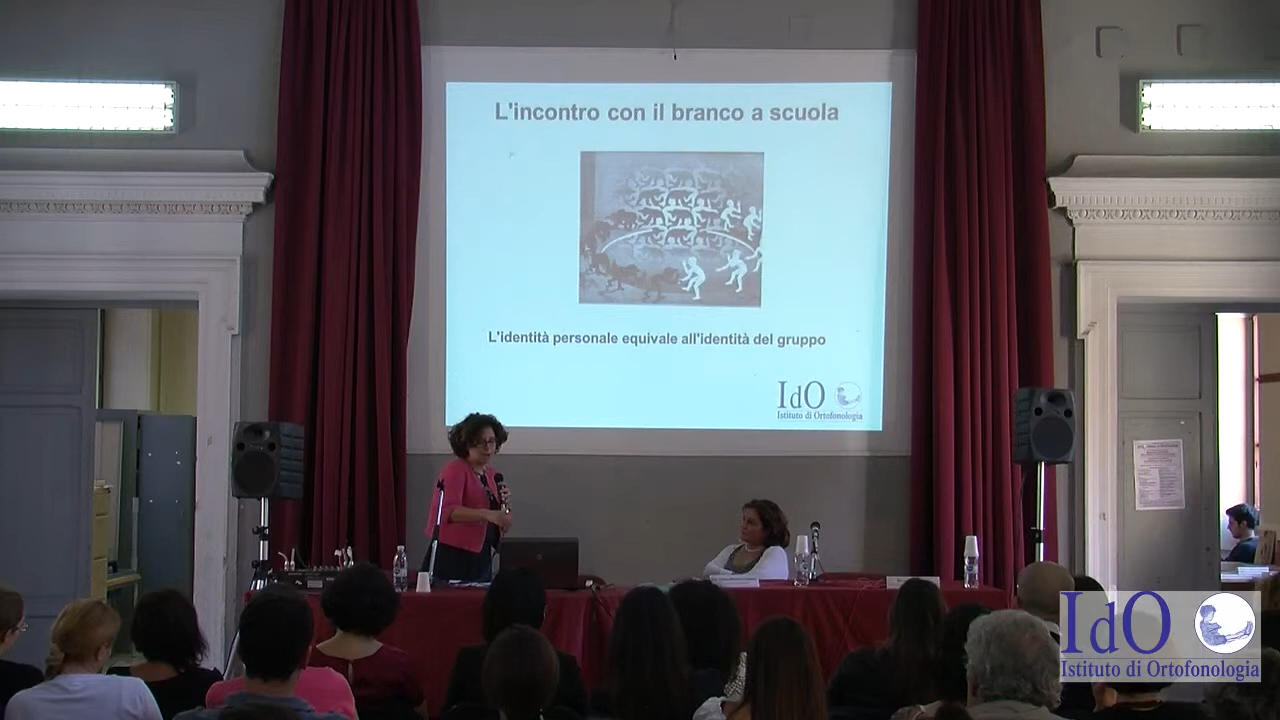 L'incontro con il branco a scuola
L'identità personale equivale all'identità del gruppo
IdO
Istituto di Ortofonologia
IdO
Istituto di Ortofonologia